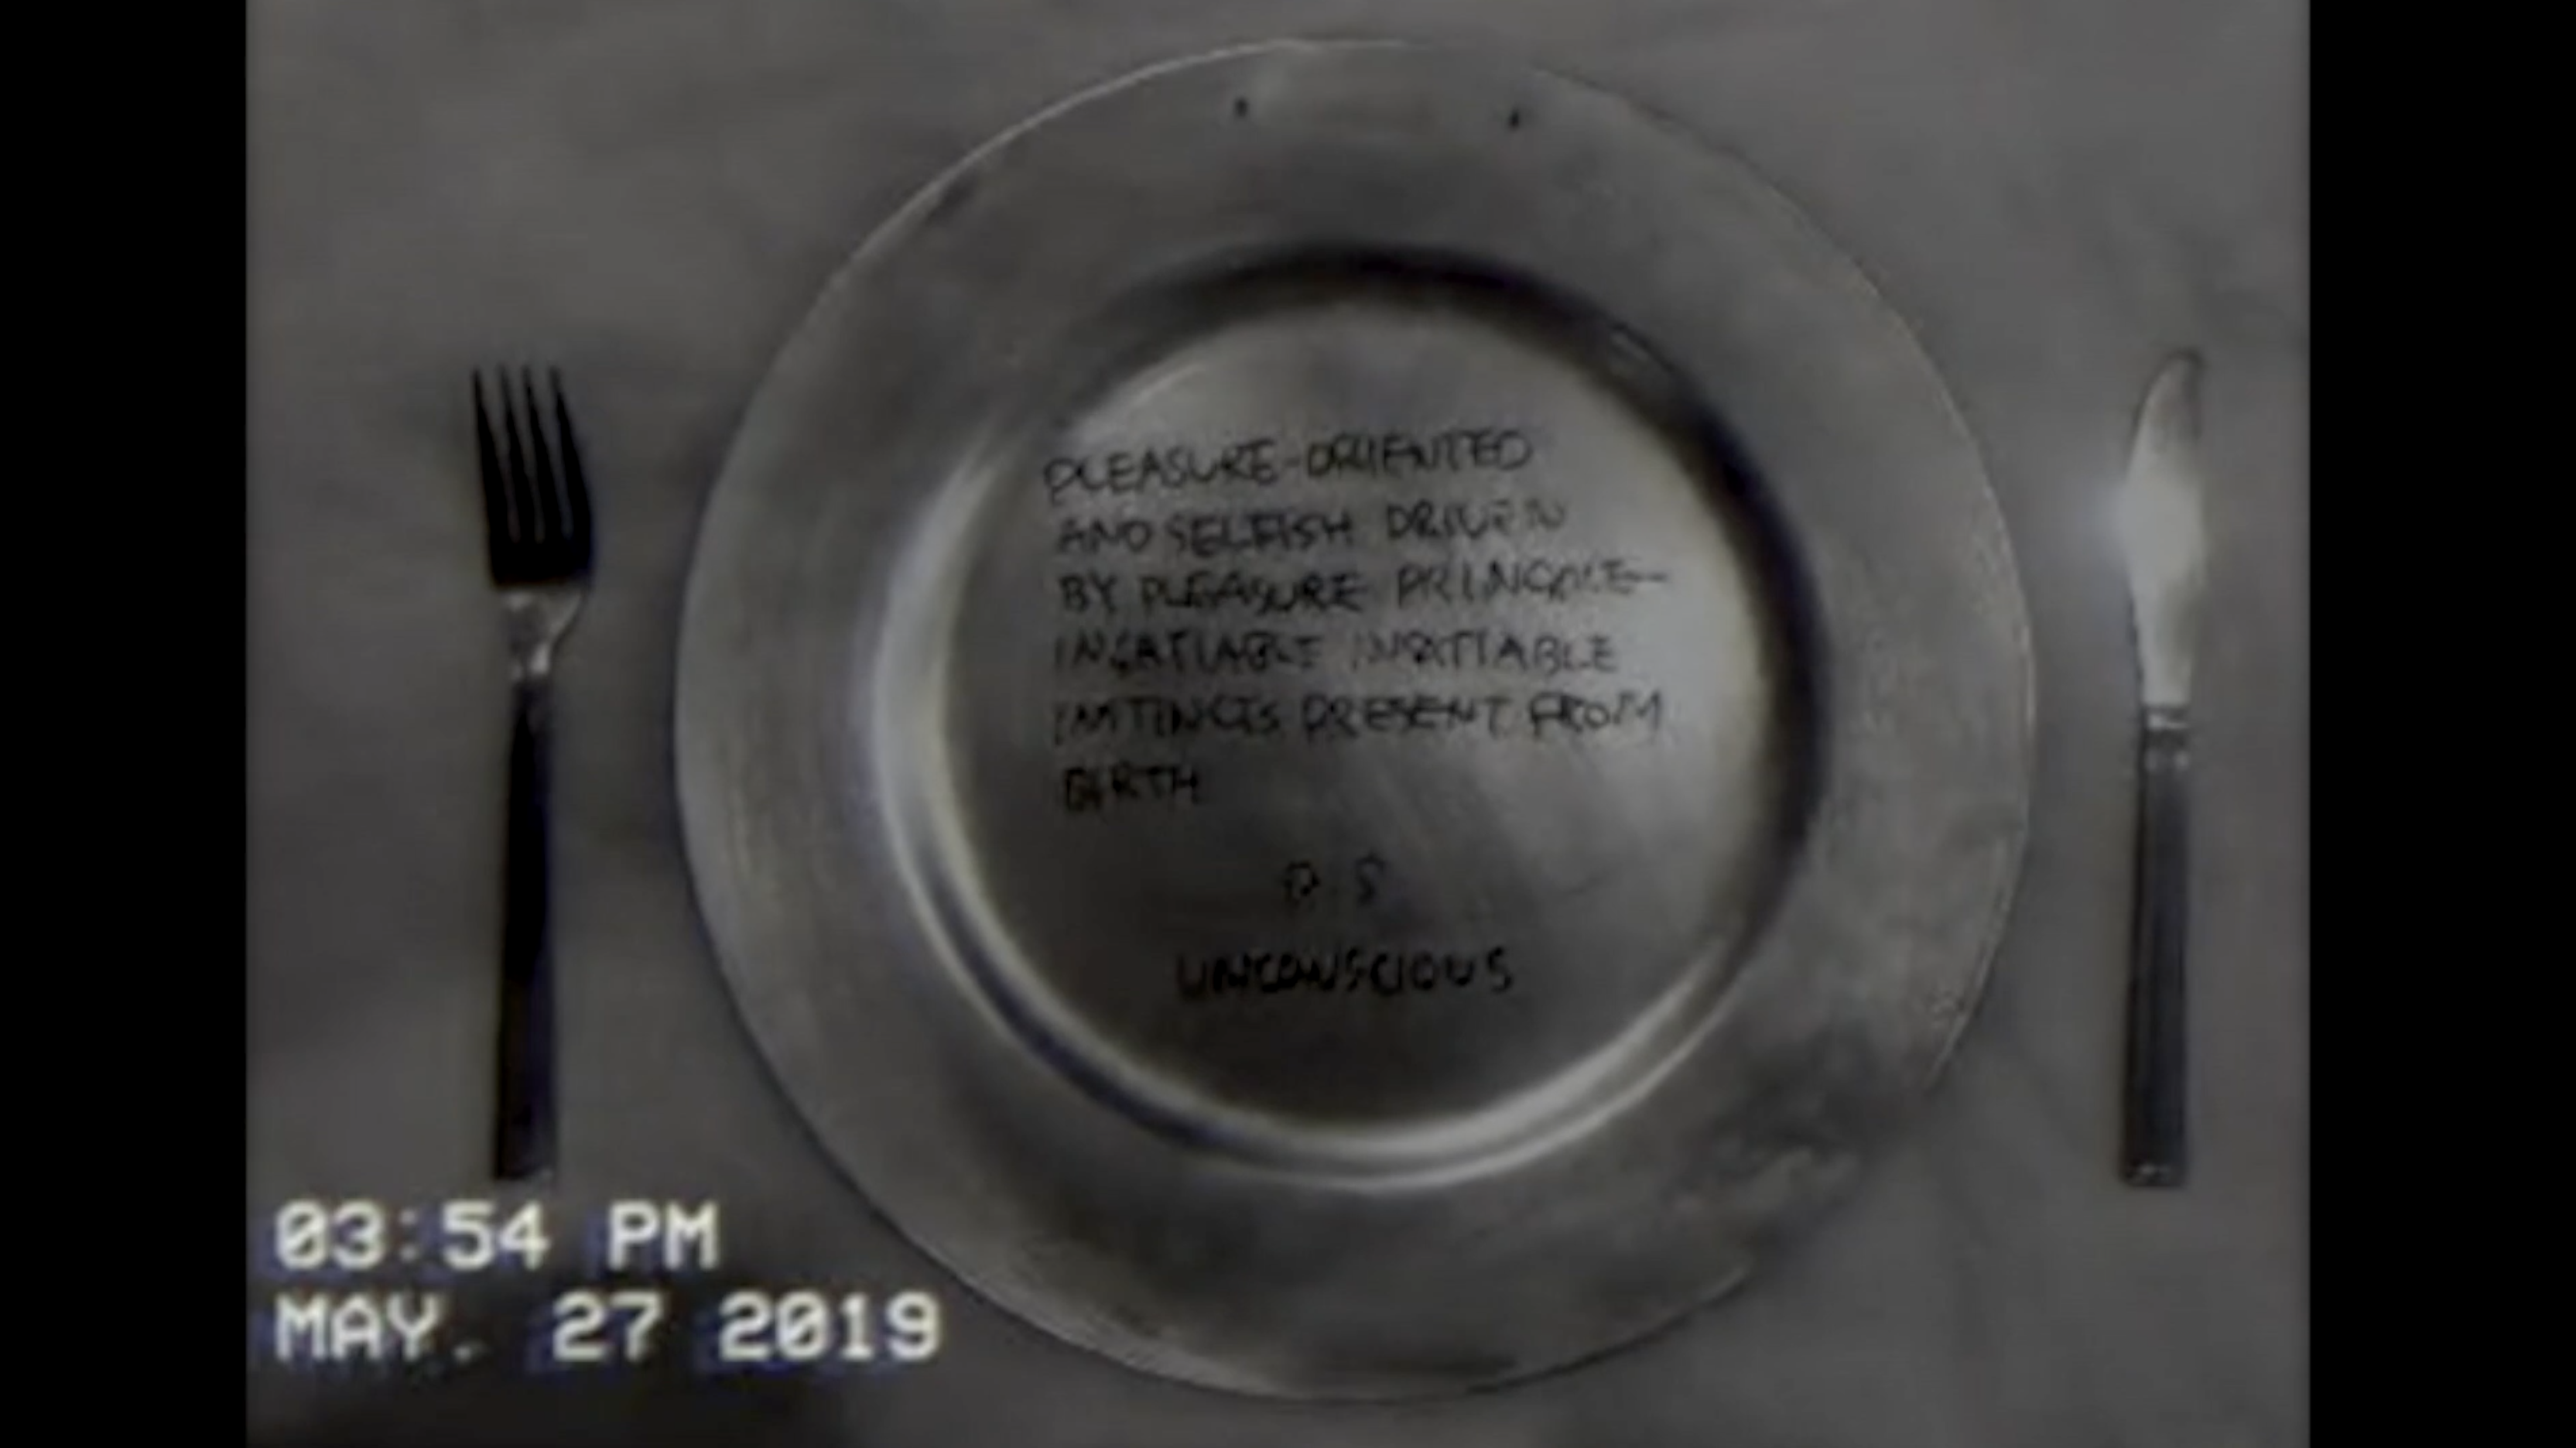 PLEASURE-ORIENTED
AND SELFISH DRIVEN
BY PLEASURE PRINCIPLE-
INSATIABLE INSATIABLE
INSTINCTS PRESENT FROM
BIRTH
P.S
UNCONSCIOUS
03:54 PM
MAY. 27 2019